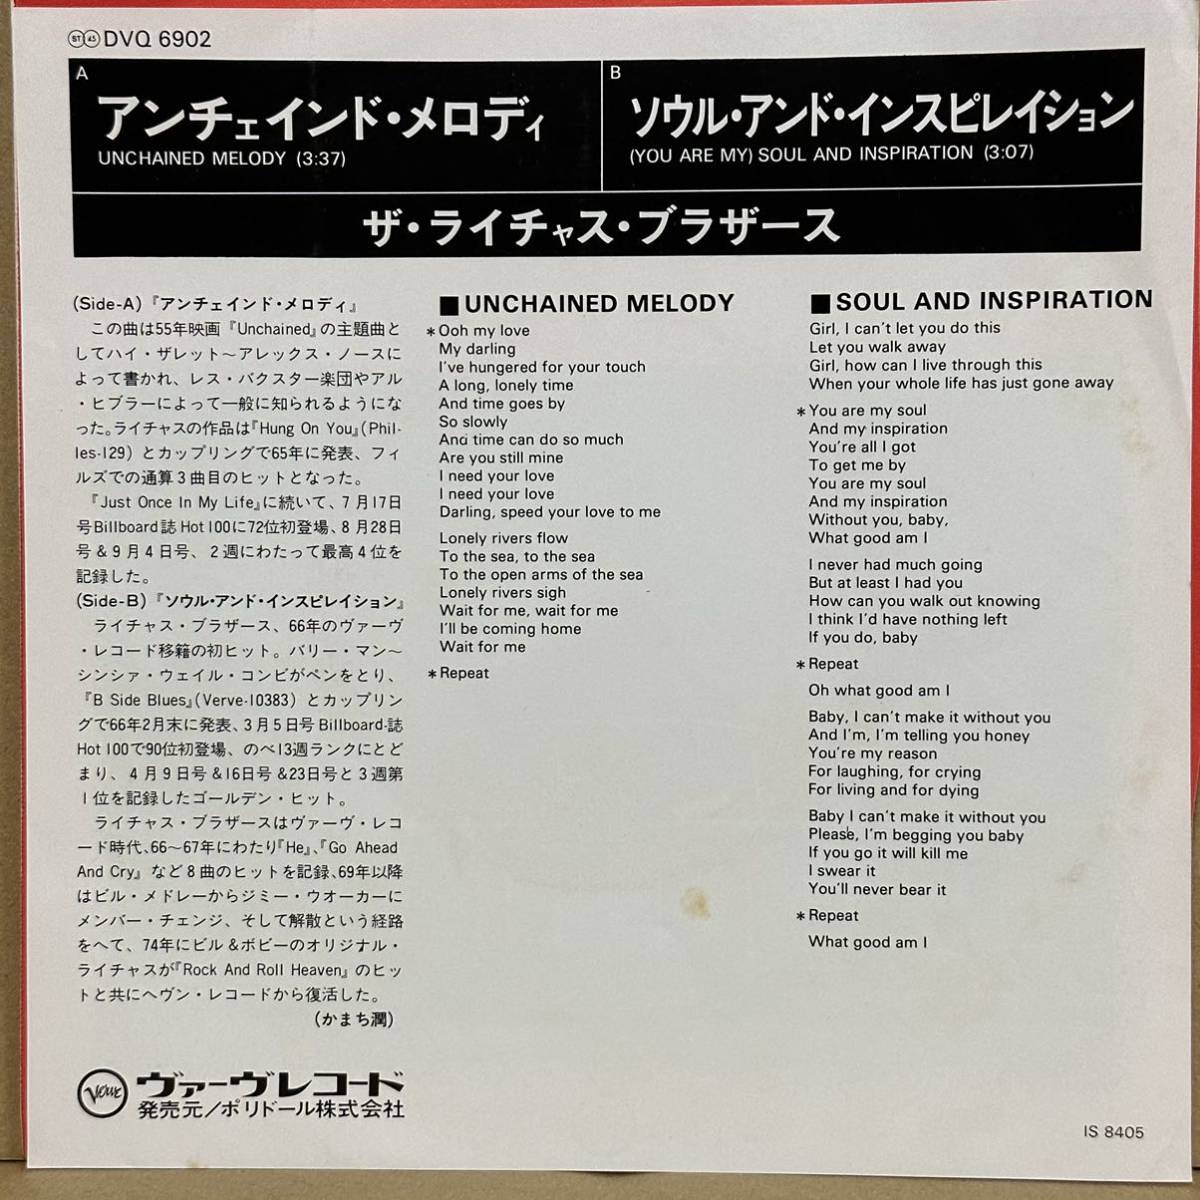 ST 45 DVQ 6902
A
アンチェインド・メロディ
UNCHAINED MELODY (3:37)
B
ソウル・アンド・インスピレイション
(YOU ARE MY) SOUL AND INSPIRATION (3:07)
ザ・ライチャス・ブラザース
(Side-A)『アンチェインド・メロディ』
この曲は55年映画『Unchained』の主題曲と
してハイ・ザレット〜アレックス・ノースに
よって書かれ、レス・バクスター楽団やアル
・ヒブラーによって一般に知られるようにな
った。ライチャスの作品は『Hung On You』(Phil-
les-129) とカップリングで65年に発表、フィ
ルズでの通算3曲目のヒットとなった。
『Just Once In My Life』に続いて、7月17日
号Billboard誌 Hot 100に72位初登場、8月28日
号&9月4日号、2週にわたって最高4位を
記録した。
(Side-B)『ソウル・アンド・インスピレイション』
ライチャス・ブラザース、66年のヴァーヴ
・レコード移籍の初ヒット。バリー・マン〜
シンシァ・ウェイル・コンビがペンをとり、
『B Side Blues』(Verve-10383) とカップリン
グで66年2月末に発表、3月5日号 Billboard-誌
Hot 100で90位初登場、のべ13週ランクにとど
まり、4月9日号&16日号&23日号と3週第
1位を記録したゴールデン・ヒット。
ライチャス・ブラザースはヴァーヴ・レコ
ード時代、66〜67年にわたり『He』、『Go Ahead
And Cry』など8曲のヒットを記録、69年以降
はビル・メドレーからジミー・ウオーカーに
メンバー・チェンジ、そして解散という経路
をへて、74年にビル&ボビーのオリジナル・
ライチャスが『Rock And Roll Heaven』のヒッ
トと共にヘヴン・レコードから復活した。
(かまち潤)
■UNCHAINED MELODY
*Ooh my love
My darling
I've hungered for your touch
A long, lonely time
And time goes by
So slowly
And time can do so much
Are you still mine
I need your love
I need your love
Darling, speed your love to me
Lonely rivers flow
To the sea, to the sea
To the open arms of the sea
Lonely rivers sigh
Wait for me, wait for me
I'll be coming home
Wait for me
*Repeat
■SOUL AND INSPIRATION
Girl, I can't let you do this
Let you walk away
Girl, how can I live through this
When your whole life has just gone away
*You are my soul
And my inspiration
You're all I got
To get me by
You are my soul
And my inspiration
Without you, baby,
What good am I
I never had much going
But at least I had you
How can you walk out knowing
I think I'd have nothing left
If you do, baby
*Repeat
Oh what good am I
Baby, I can't make it without you
And I'm, I'm telling you honey
You're my reason
For laughing, for crying
For living and for dying
Baby I can't make it without you
Please, I'm begging you baby
If you go it will kill me
I swear it
You'll never bear it
*Repeat
What good am I
Verve ヴァーヴレコード
発売元/ポリドール株式会社
IS 8405